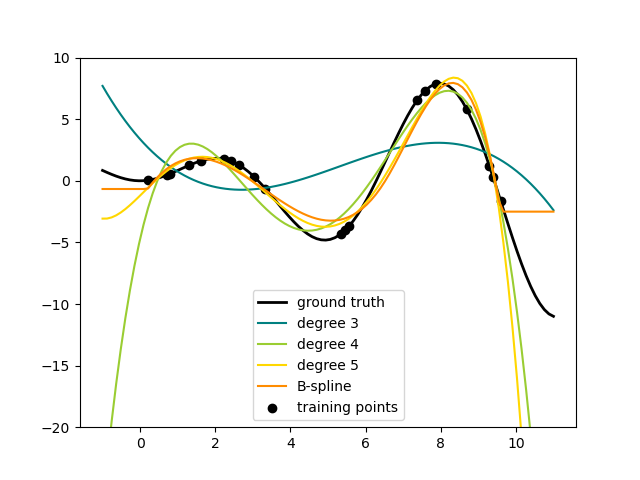 10
5
0
−5
−10
−15
−20
0
2
4
6
8
10
ground truth
degree 3
degree 4
degree 5
B-spline
training points